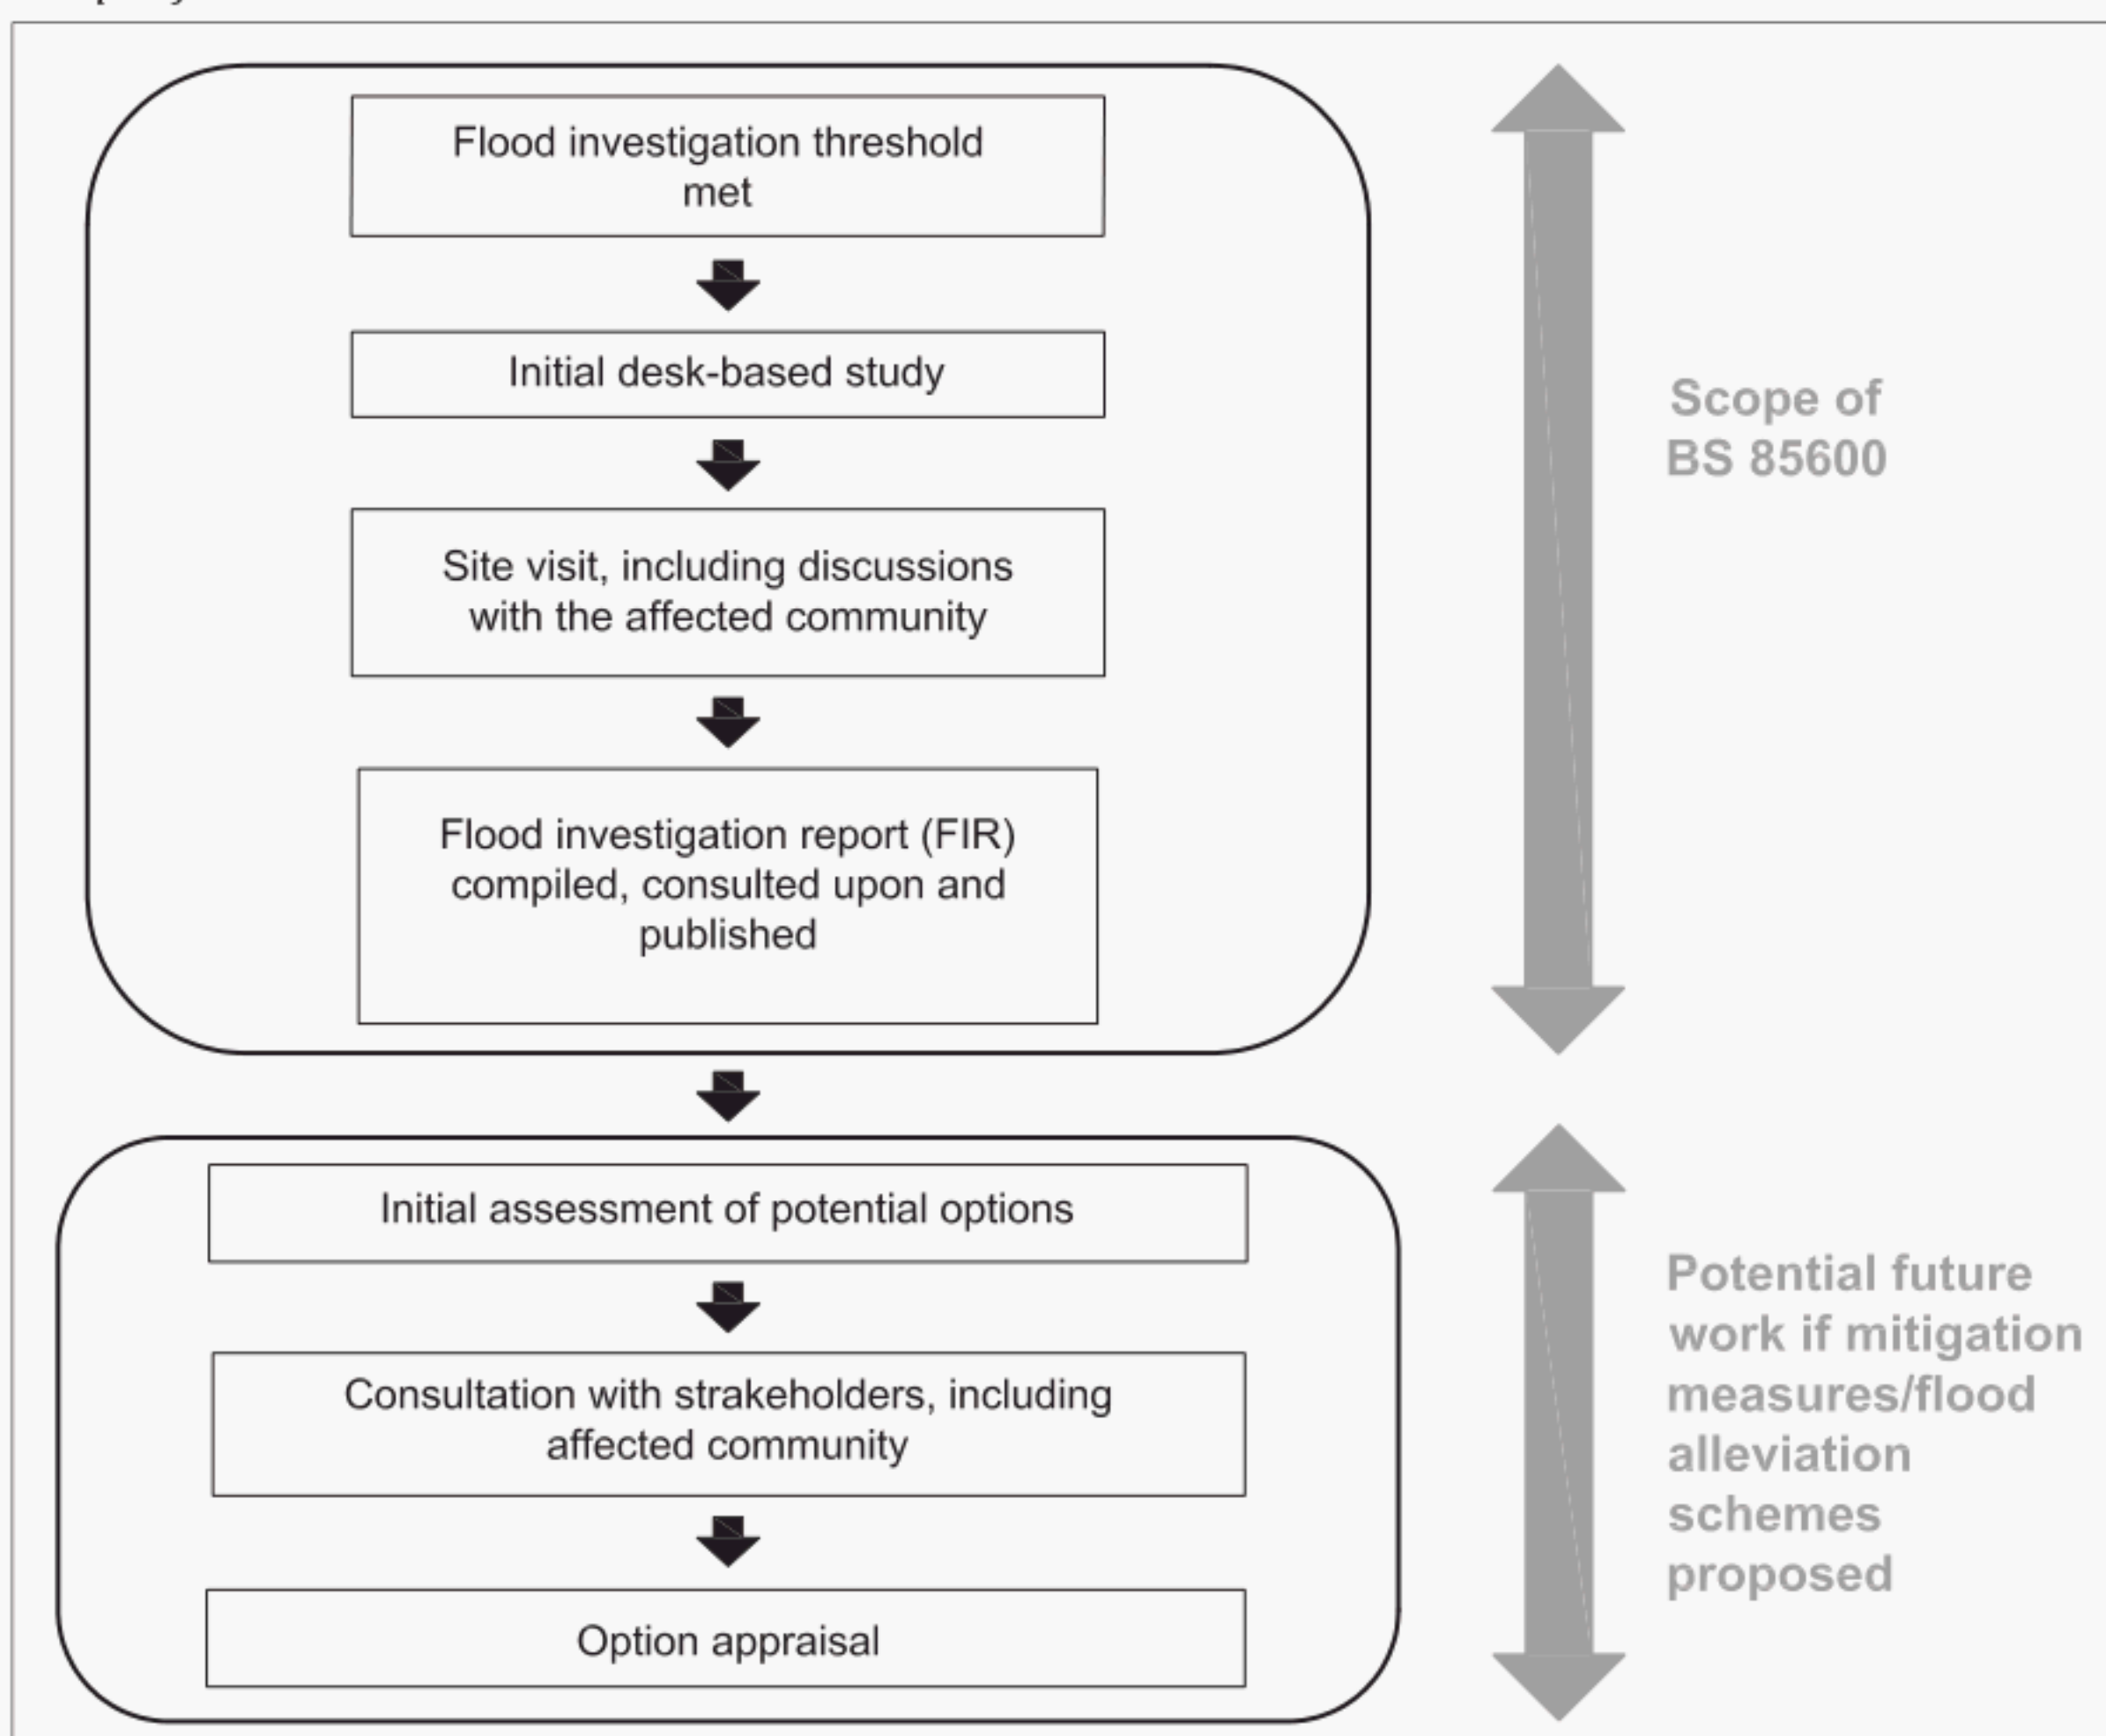 Flood investigation threshold
met
Initial desk-based study
Site visit, including discussions
with the affected community
Flood investigation report (FIR)
compiled, consulted upon and
published
Scope of
BS 85600
Initial assessment of potential options
Consultation with strakeholders, including
affected community
Option appraisal
Potential future
work if mitigation
measures/flood
alleviation
schemes
proposed